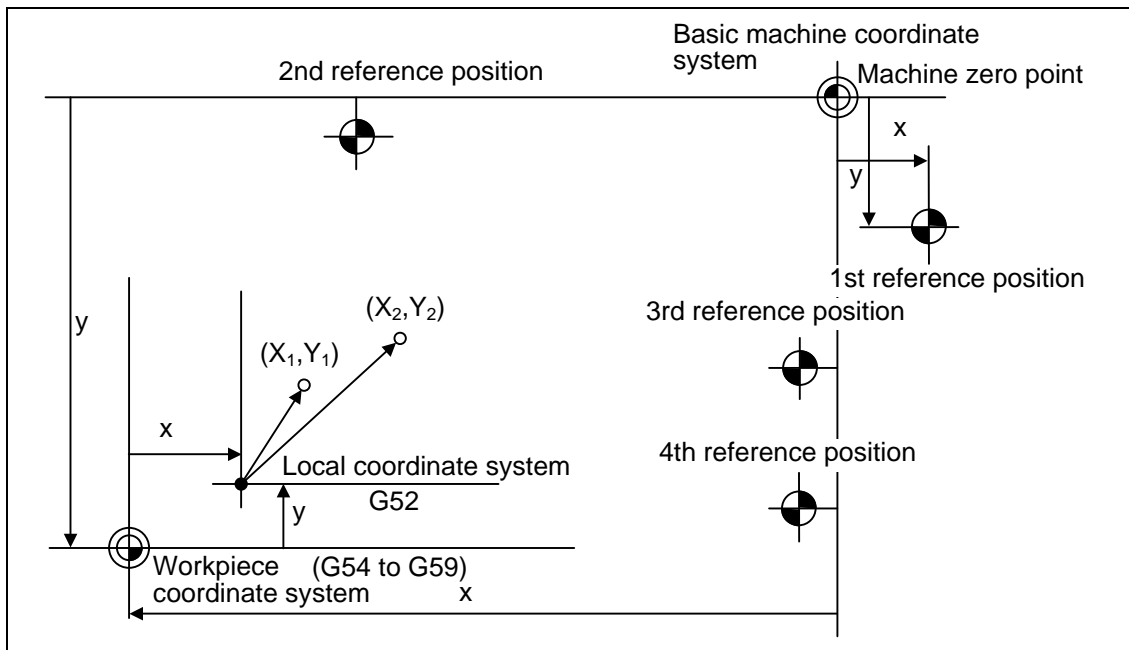 Basic machine coordinate
system
2nd reference position
Machine zero point
x
y
1st reference position
3rd reference position
y
(X₂,Y₂)
(X₁,Y₁)
x
4th reference position
Local coordinate system
G52
y
Workpiece (G54 to G59)
coordinate system
x